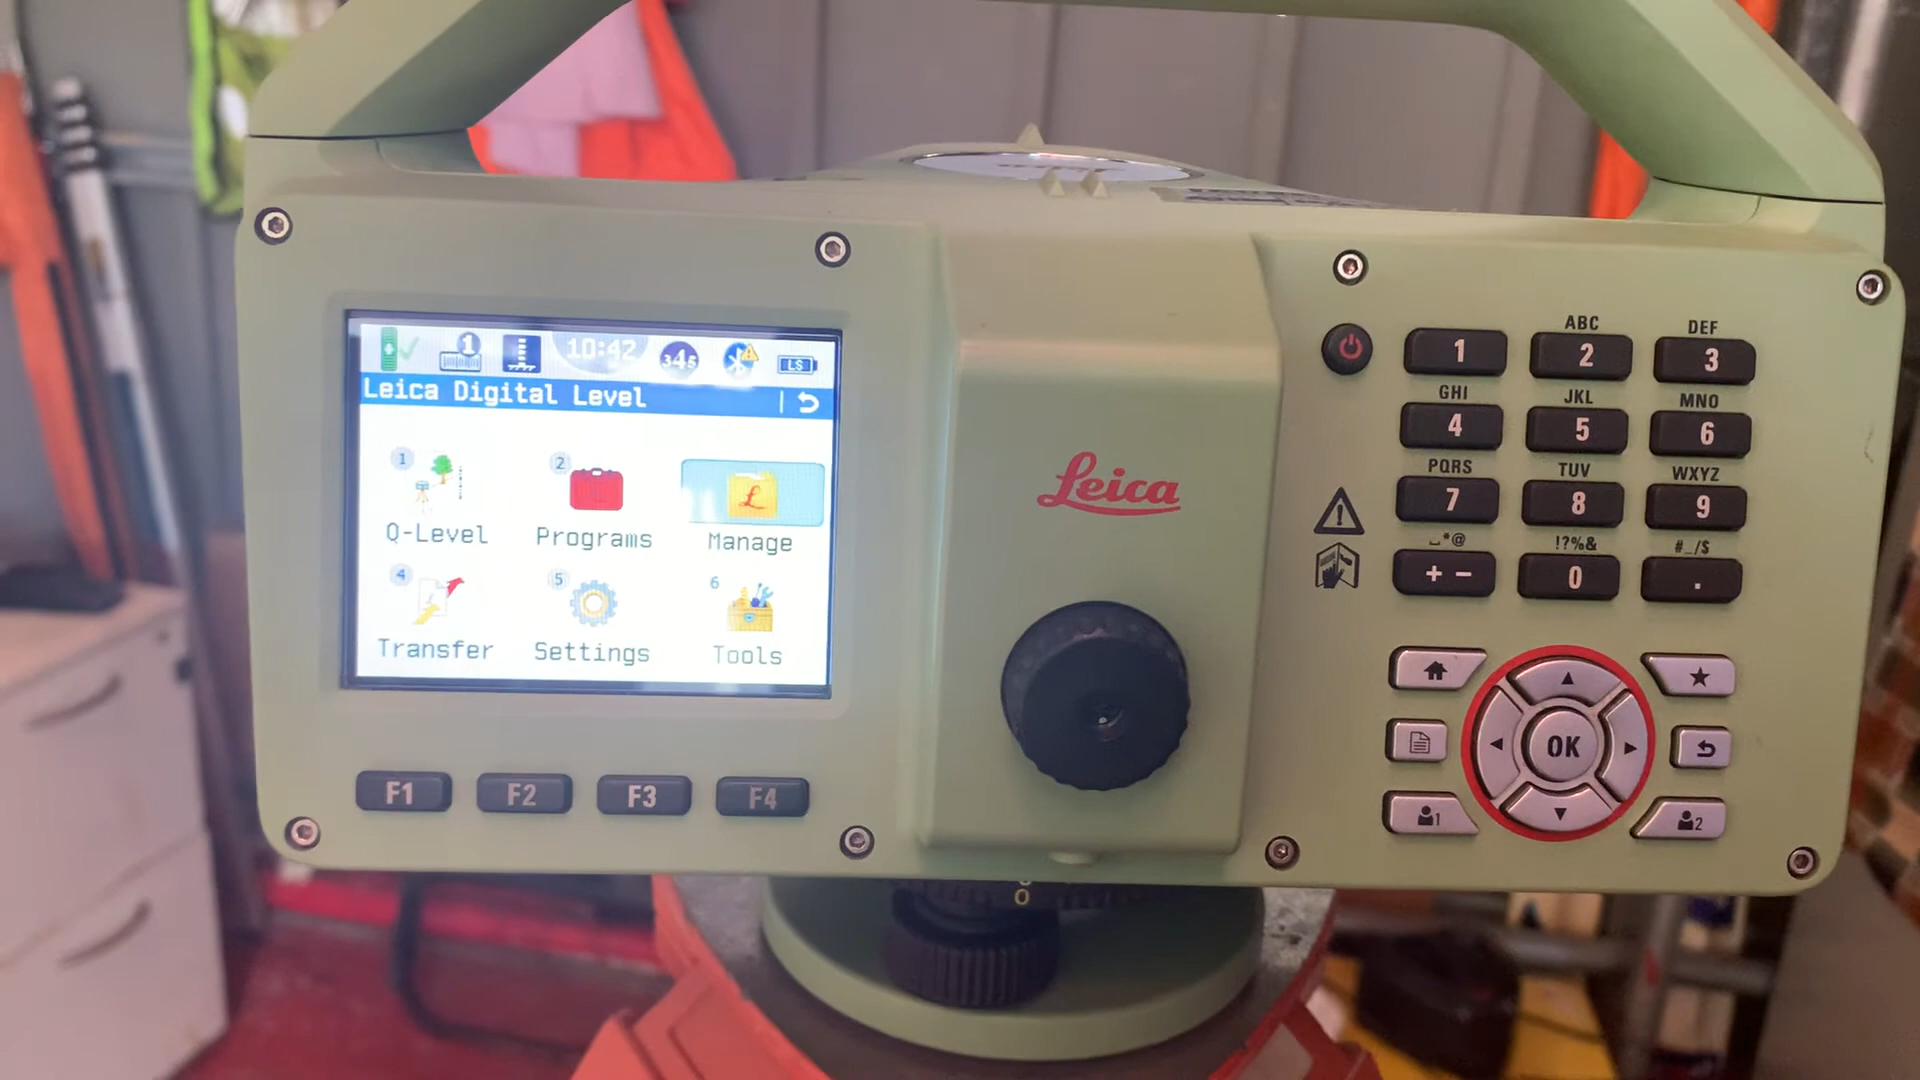 1 10:42 345 LS
Leica Digital Level
1 2
Q-Level Programs Manage
4 5 6
Transfer Settings Tools
F1 F2 F3 F4
Leica
0
ABC DEF
1 2 3
GHI JKL MNO
4 5 6
PQRS TUV WXYZ
7 8 9
␣*@ !?%& #_/$
+ - 0 .
OK
1 2